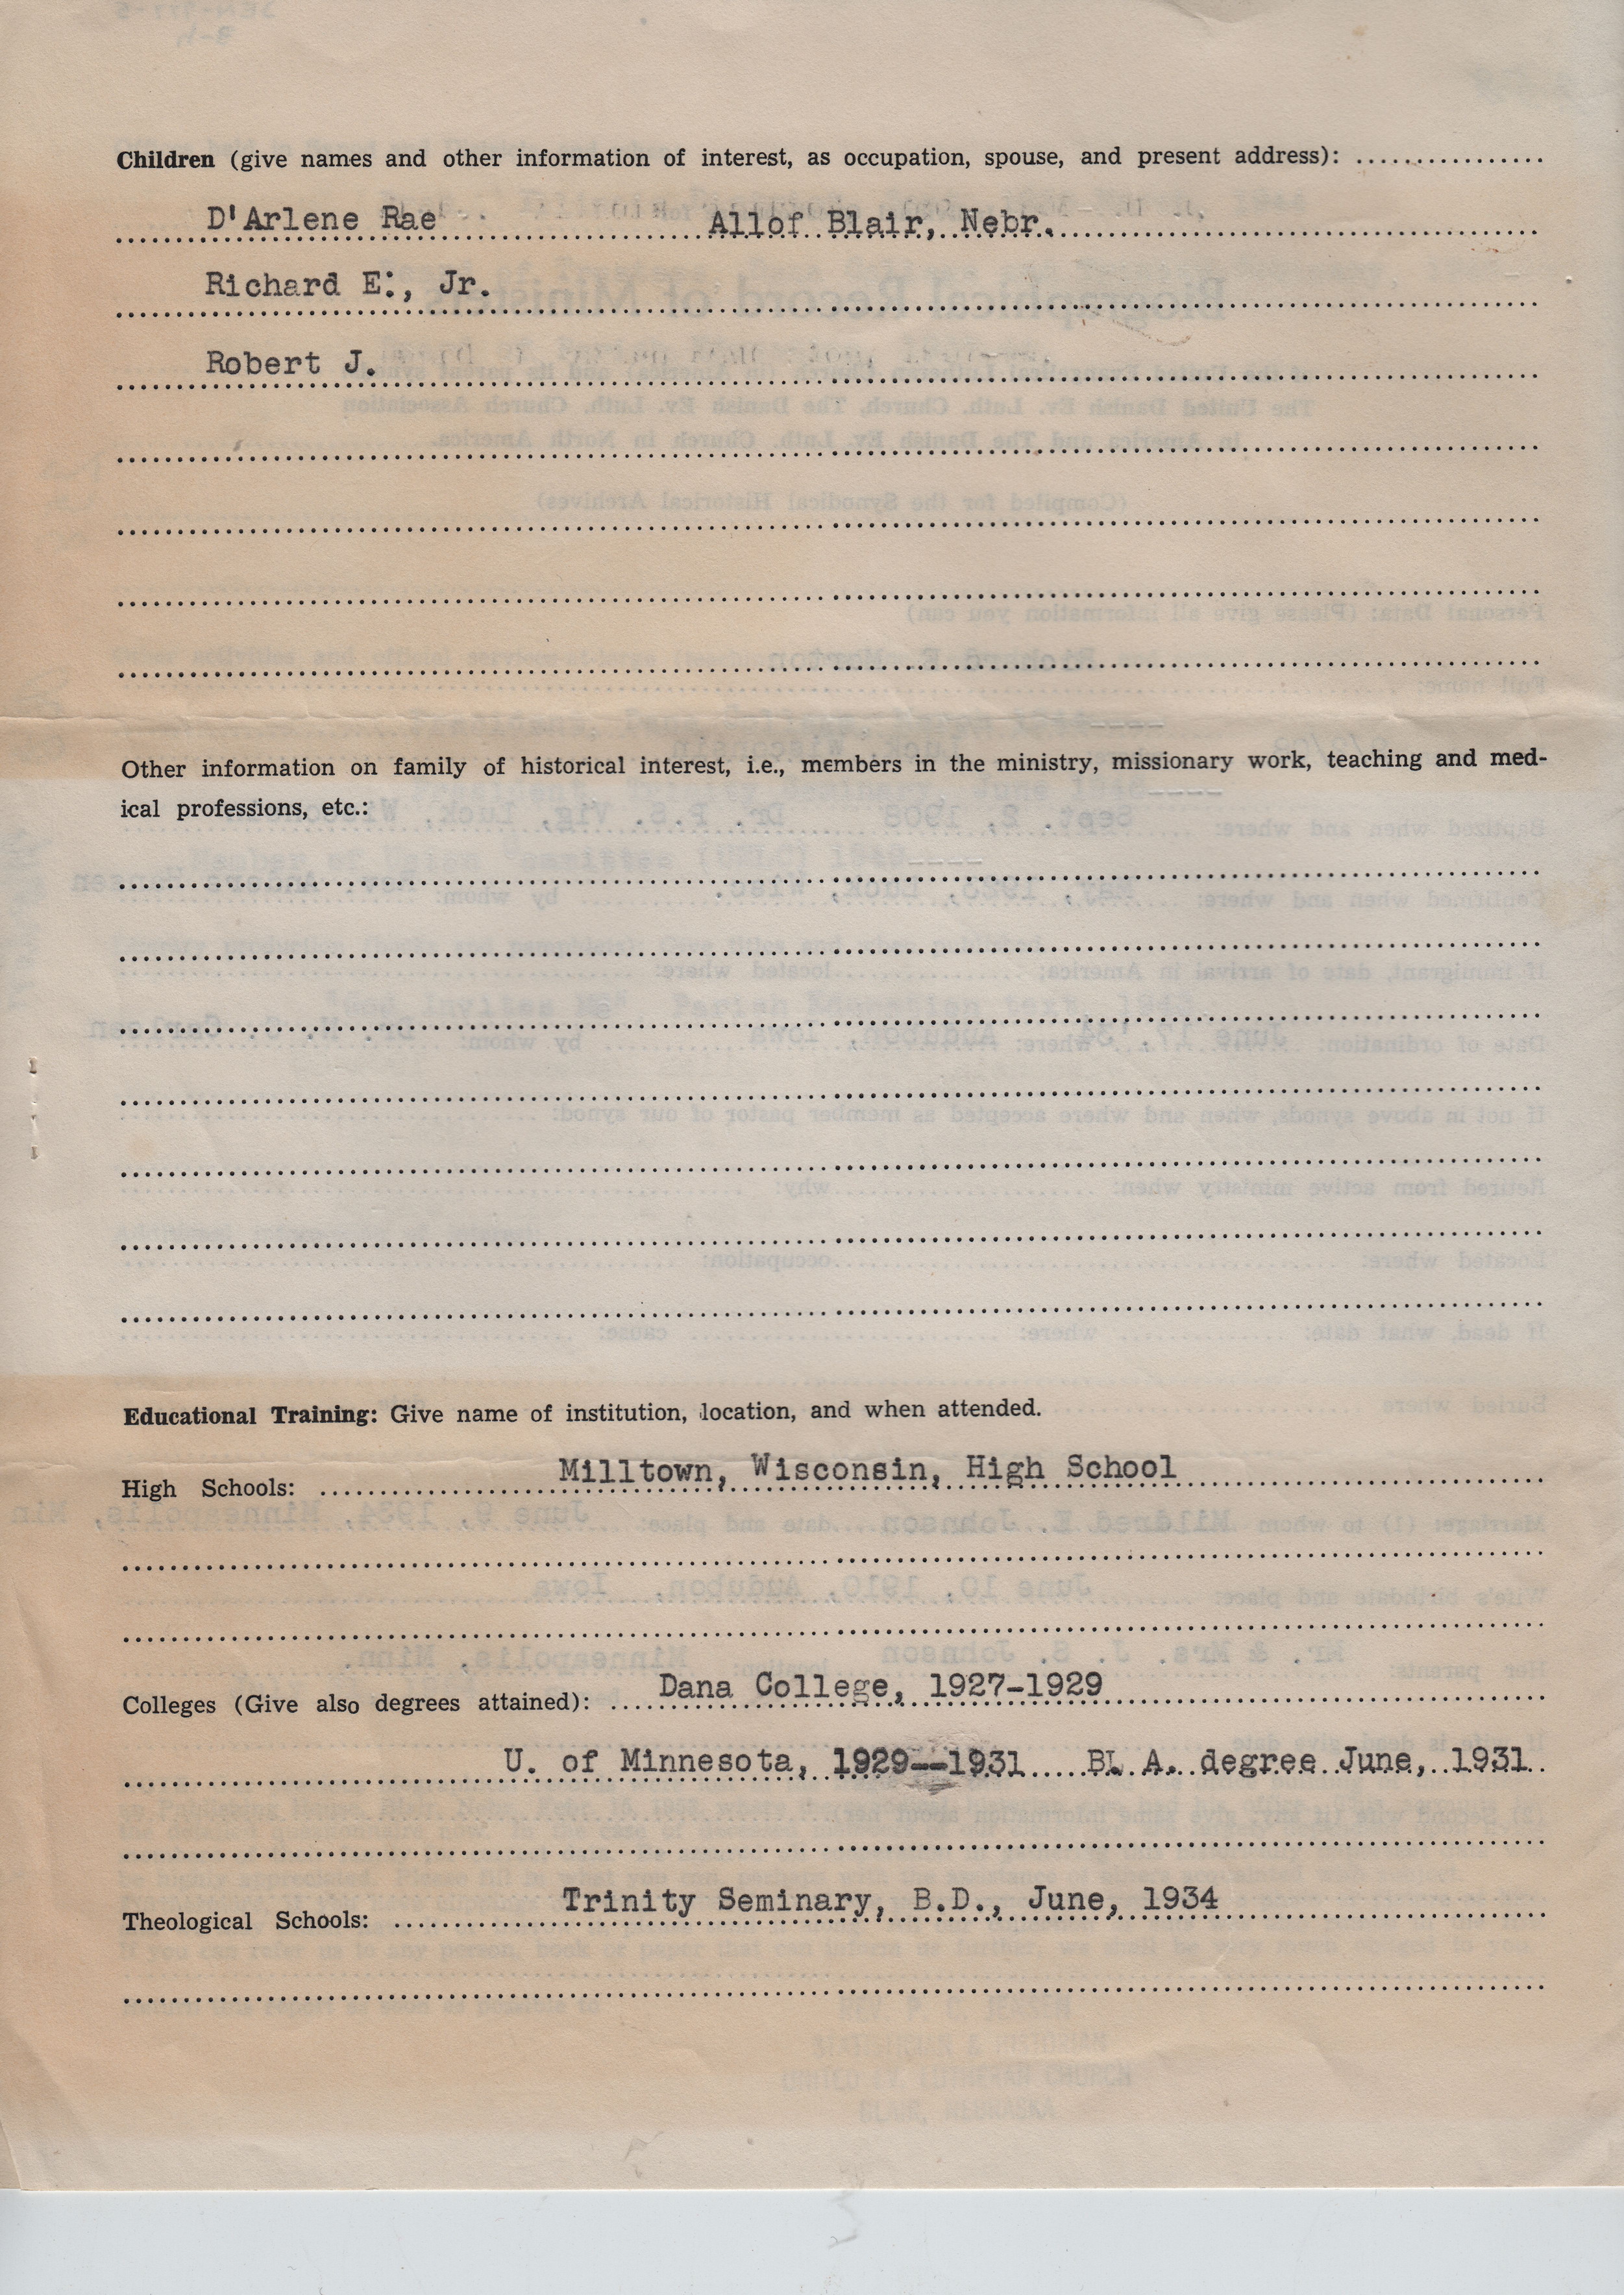 Children (give names and other information of interest, as occupation, spouse, and present address):
D'Arlene Rae Allof Blair, Nebr.
Richard E., Jr.
Robert J.
Other information on family of historical interest, i.e., members in the ministry, missionary work, teaching and med-
ical professions, etc.:
Educational Training: Give name of institution, location, and when attended.
High Schools: Milltown, Wisconsin, High School
Colleges (Give also degrees attained): Dana College, 1927-1929
U. of Minnesota, 1929--1931 B. A. degree June, 1931
Theological Schools: Trinity Seminary, B.D., June, 1934